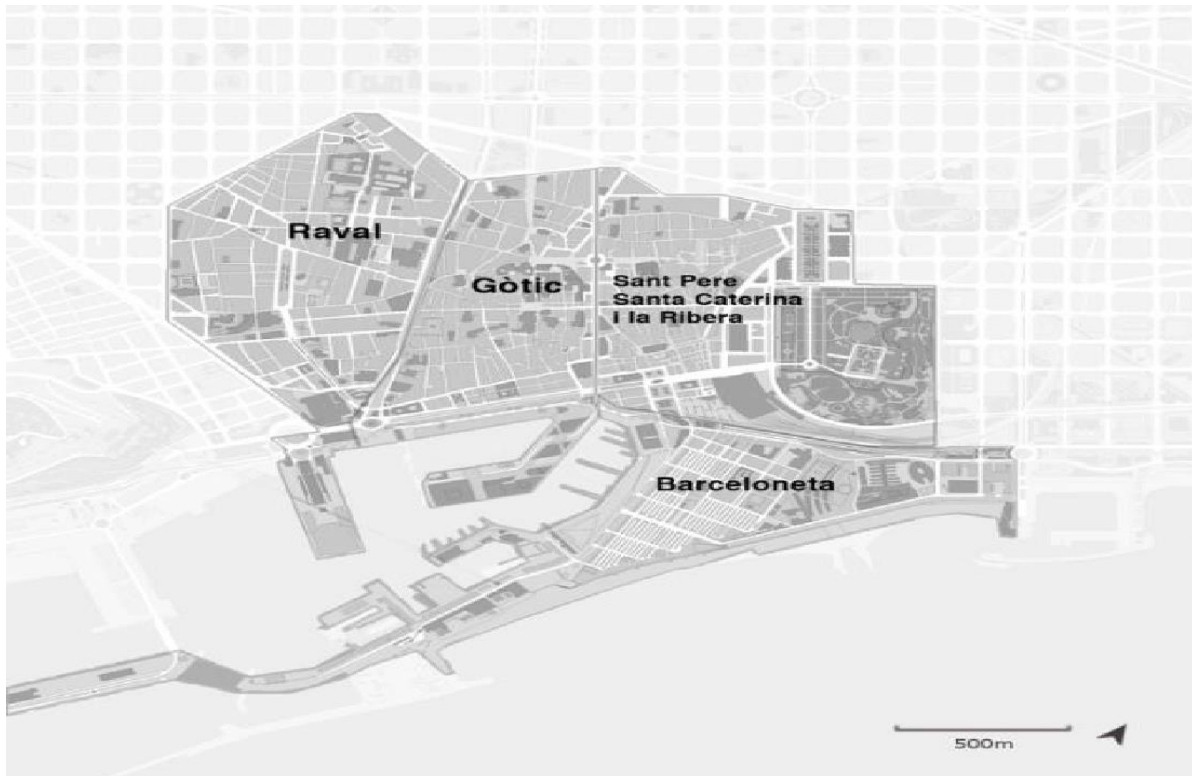 Raval
Gòtic
Sant Pere
Santa Caterina
i la Ribera
Barceloneta
500m